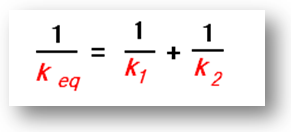 1/k eq = 1/k1 + 1/k2